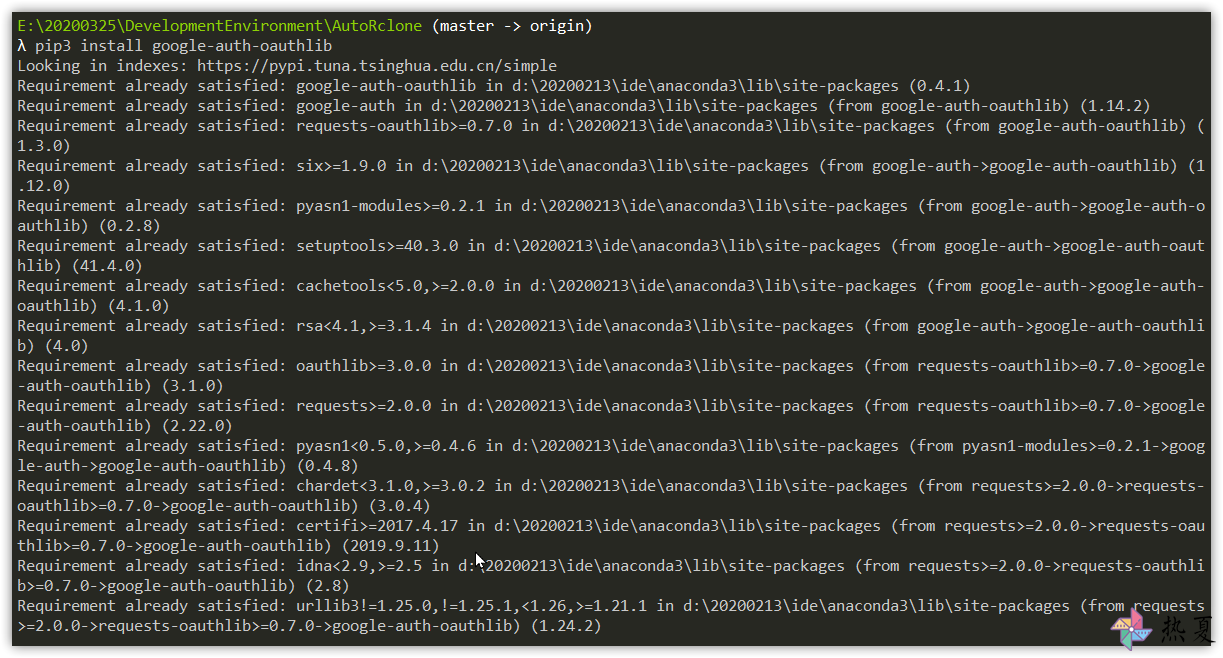 E:\20200325\DevelopmentEnvironment\AutoRclone (master -> origin)
λ pip3 install google-auth-oauthlib
Looking in indexes: https://pypi.tuna.tsinghua.edu.cn/simple
Requirement already satisfied: google-auth-oauthlib in d:\20200213\ide\anaconda3\lib\site-packages (0.4.1)
Requirement already satisfied: google-auth in d:\20200213\ide\anaconda3\lib\site-packages (from google-auth-oauthlib) (1.14.2)
Requirement already satisfied: requests-oauthlib>=0.7.0 in d:\20200213\ide\anaconda3\lib\site-packages (from google-auth-oauthlib) (
1.3.0)
Requirement already satisfied: six>=1.9.0 in d:\20200213\ide\anaconda3\lib\site-packages (from google-auth->google-auth-oauthlib) (1
.12.0)
Requirement already satisfied: pyasn1-modules>=0.2.1 in d:\20200213\ide\anaconda3\lib\site-packages (from google-auth->google-auth-o
authlib) (0.2.8)
Requirement already satisfied: setuptools>=40.3.0 in d:\20200213\ide\anaconda3\lib\site-packages (from google-auth->google-auth-oaut
hlib) (41.4.0)
Requirement already satisfied: cachetools<5.0,>=2.0.0 in d:\20200213\ide\anaconda3\lib\site-packages (from google-auth->google-auth-
oauthlib) (4.1.0)
Requirement already satisfied: rsa<4.1,>=3.1.4 in d:\20200213\ide\anaconda3\lib\site-packages (from google-auth->google-auth-oauthli
b) (4.0)
Requirement already satisfied: oauthlib>=3.0.0 in d:\20200213\ide\anaconda3\lib\site-packages (from requests-oauthlib>=0.7.0->google
-auth-oauthlib) (3.1.0)
Requirement already satisfied: requests>=2.0.0 in d:\20200213\ide\anaconda3\lib\site-packages (from requests-oauthlib>=0.7.0->google
-auth-oauthlib) (2.22.0)
Requirement already satisfied: pyasn1<0.5.0,>=0.4.6 in d:\20200213\ide\anaconda3\lib\site-packages (from pyasn1-modules>=0.2.1->goog
le-auth->google-auth-oauthlib) (0.4.8)
Requirement already satisfied: chardet<3.1.0,>=3.0.2 in d:\20200213\ide\anaconda3\lib\site-packages (from requests>=2.0.0->requests-
oauthlib>=0.7.0->google-auth-oauthlib) (3.0.4)
Requirement already satisfied: certifi>=2017.4.17 in d:\20200213\ide\anaconda3\lib\site-packages (from requests>=2.0.0->requests-oau
thlib>=0.7.0->google-auth-oauthlib) (2019.9.11)
Requirement already satisfied: idna<2.9,>=2.5 in d:\20200213\ide\anaconda3\lib\site-packages (from requests>=2.0.0->requests-oauthli
b>=0.7.0->google-auth-oauthlib) (2.8)
Requirement already satisfied: urllib3!=1.25.0,!=1.25.1,<1.26,>=1.21.1 in d:\20200213\ide\anaconda3\lib\site-packages (from requests
>=2.0.0->requests-oauthlib>=0.7.0->google-auth-oauthlib) (1.24.2)
热夏